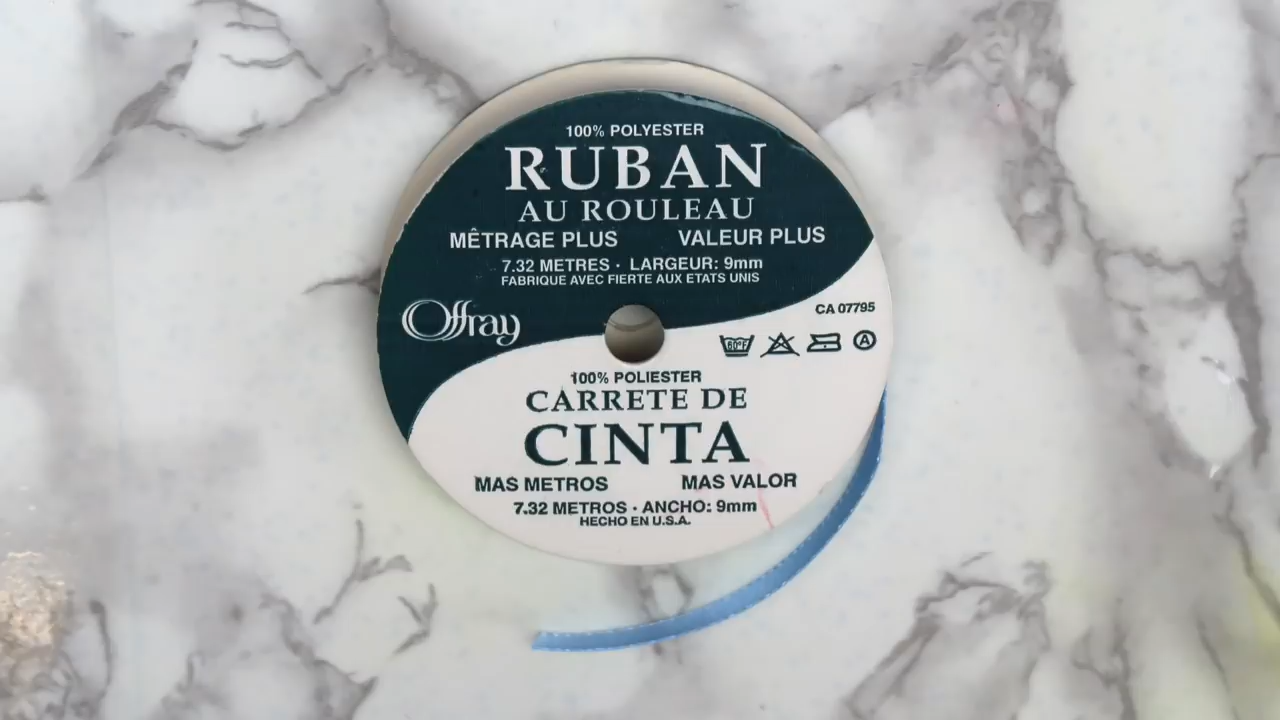 100% POLYESTER
RUBAN
AU ROULEAU
MÊTRAGE PLUS VALEUR PLUS
7.32 METRES · LARGEUR: 9mm
FABRIQUE AVEC FIERTE AUX ETATS UNIS
Offray
CA 07795
60°F A
100% POLIESTER
CARRETE DE
CINTA
MAS METROS MAS VALOR
7.32 METROS · ANCHO: 9mm
HECHO EN U.S.A.